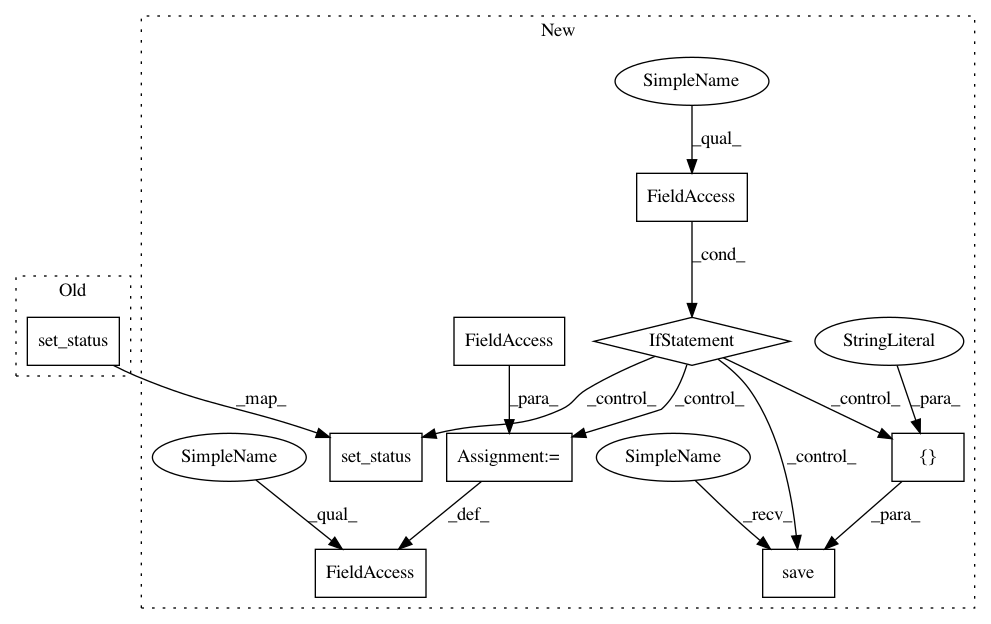 New
SimpleName
_qual_
FieldAccess
_cond_
Old
set_status
FieldAccess
IfStatement
StringLiteral
_map_
_para_
_control_
_control_
_control_
_para_
SimpleName
set_status
Assignment:=
SimpleName
_control_
{}
_qual_
_def_
_recv_
_para_
FieldAccess
save